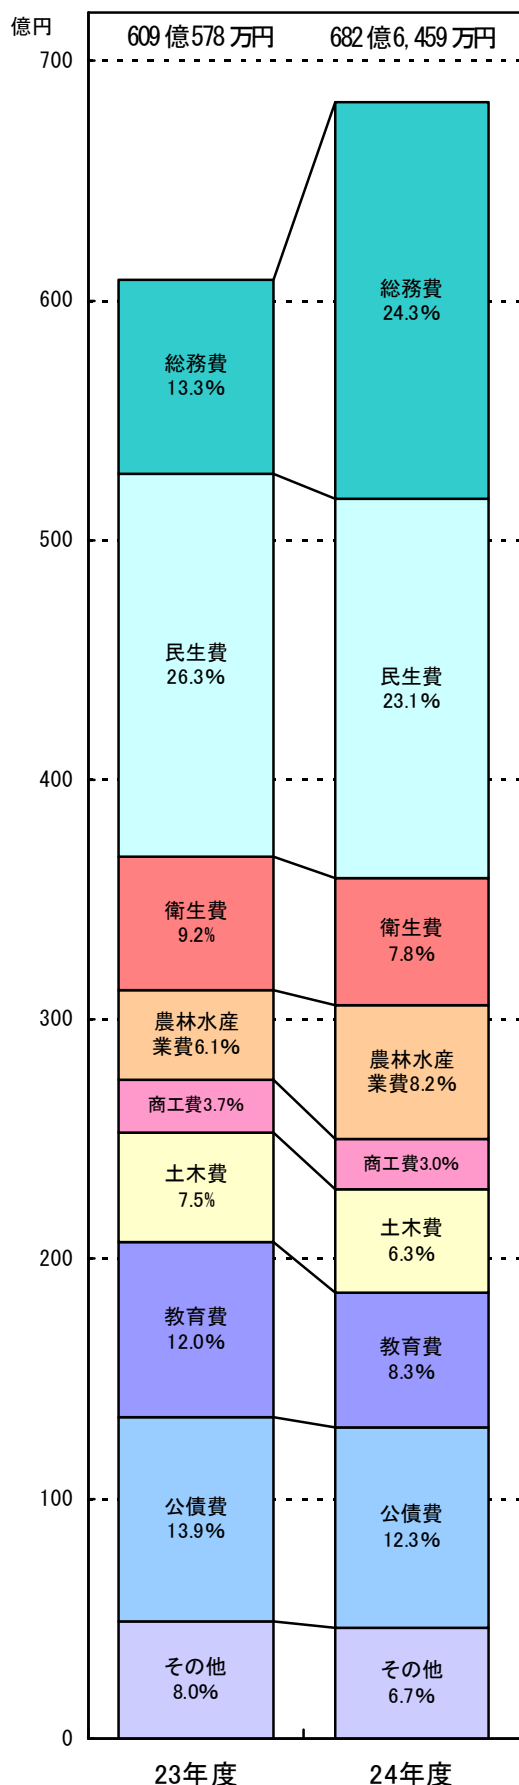 億円
609億578万円
682億6,459万円
700
600
500
400
300
200
100
0
総務費
13.3%
民生費
26.3%
衛生費
9.2%
農林水産
業費6.1%
商工費3.7%
土木費
7.5%
教育費
12.0%
公債費
13.9%
その他
8.0%
総務費
24.3%
民生費
23.1%
衛生費
7.8%
農林水産
業費8.2%
商工費3.0%
土木費
6.3%
教育費
8.3%
公債費
12.3%
その他
6.7%
23年度
24年度